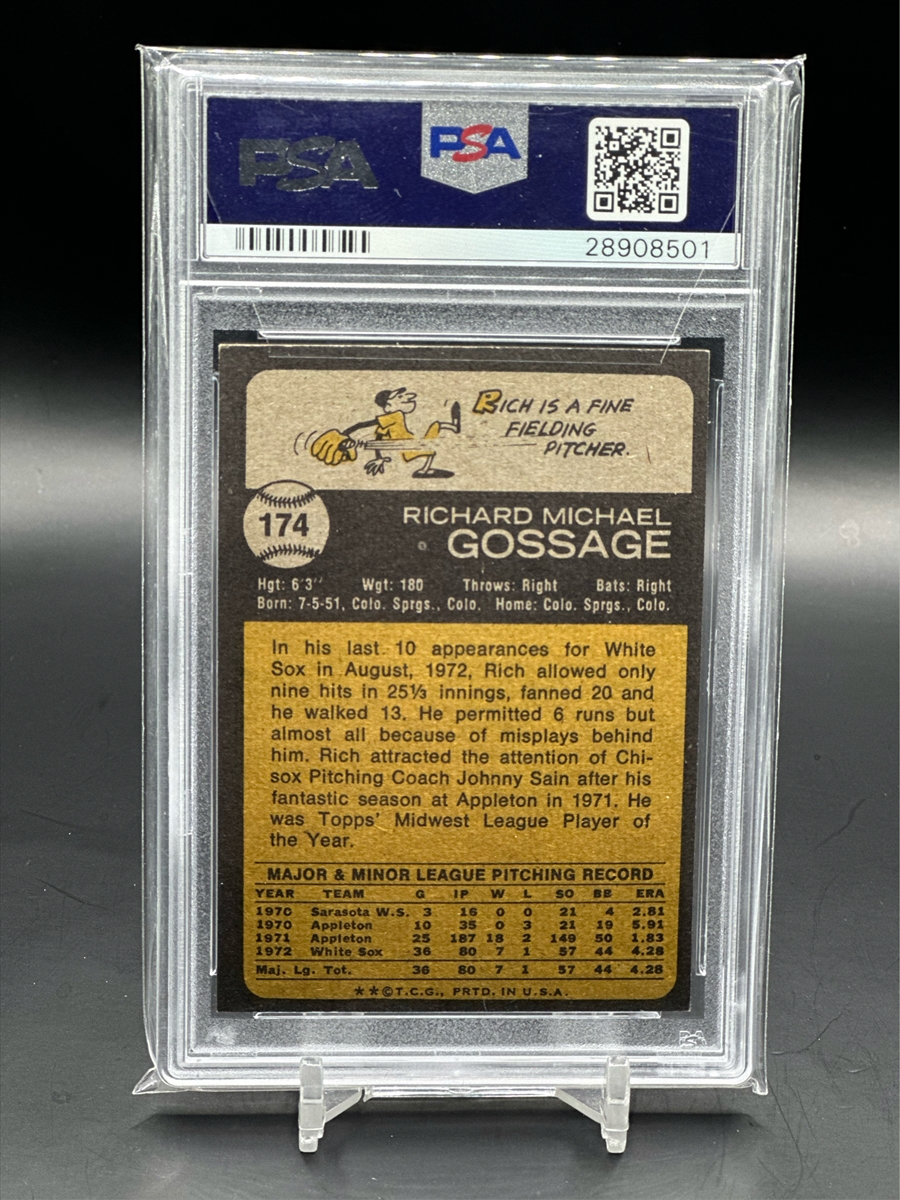 PSA PSA
28908501
RICH IS A FINE
FIELDING
PITCHER.
174
RICHARD MICHAEL
GOSSAGE
Hgt: 6'3" Wgt: 180 Throws: Right Bats: Right
Born: 7-5-51, Colo. Sprgs., Colo. Home: Colo. Sprgs., Colo.
In his last 10 appearances for White
Sox in August, 1972, Rich allowed only
nine hits in 25⅓ innings, fanned 20 and
he walked 13. He permitted 6 runs but
almost all because of misplays behind
him. Rich attracted the attention of Chi-
sox Pitching Coach Johnny Sain after his
fantastic season at Appleton in 1971. He
was Topps' Midwest League Player of
the Year.
MAJOR & MINOR LEAGUE PITCHING RECORD
YEAR TEAM G IP W L SO BB ERA
1970 Sarasota W.S. 3 16 0 0 21 4 2.81
1970 Appleton 10 35 0 3 21 19 5.91
1971 Appleton 25 187 18 2 149 50 1.83
1972 White Sox 36 80 7 1 57 44 4.28
Maj. Lg. Tot. 36 80 7 1 57 44 4.28
**©T.C.G., PRTD. IN U.S.A.
PSA